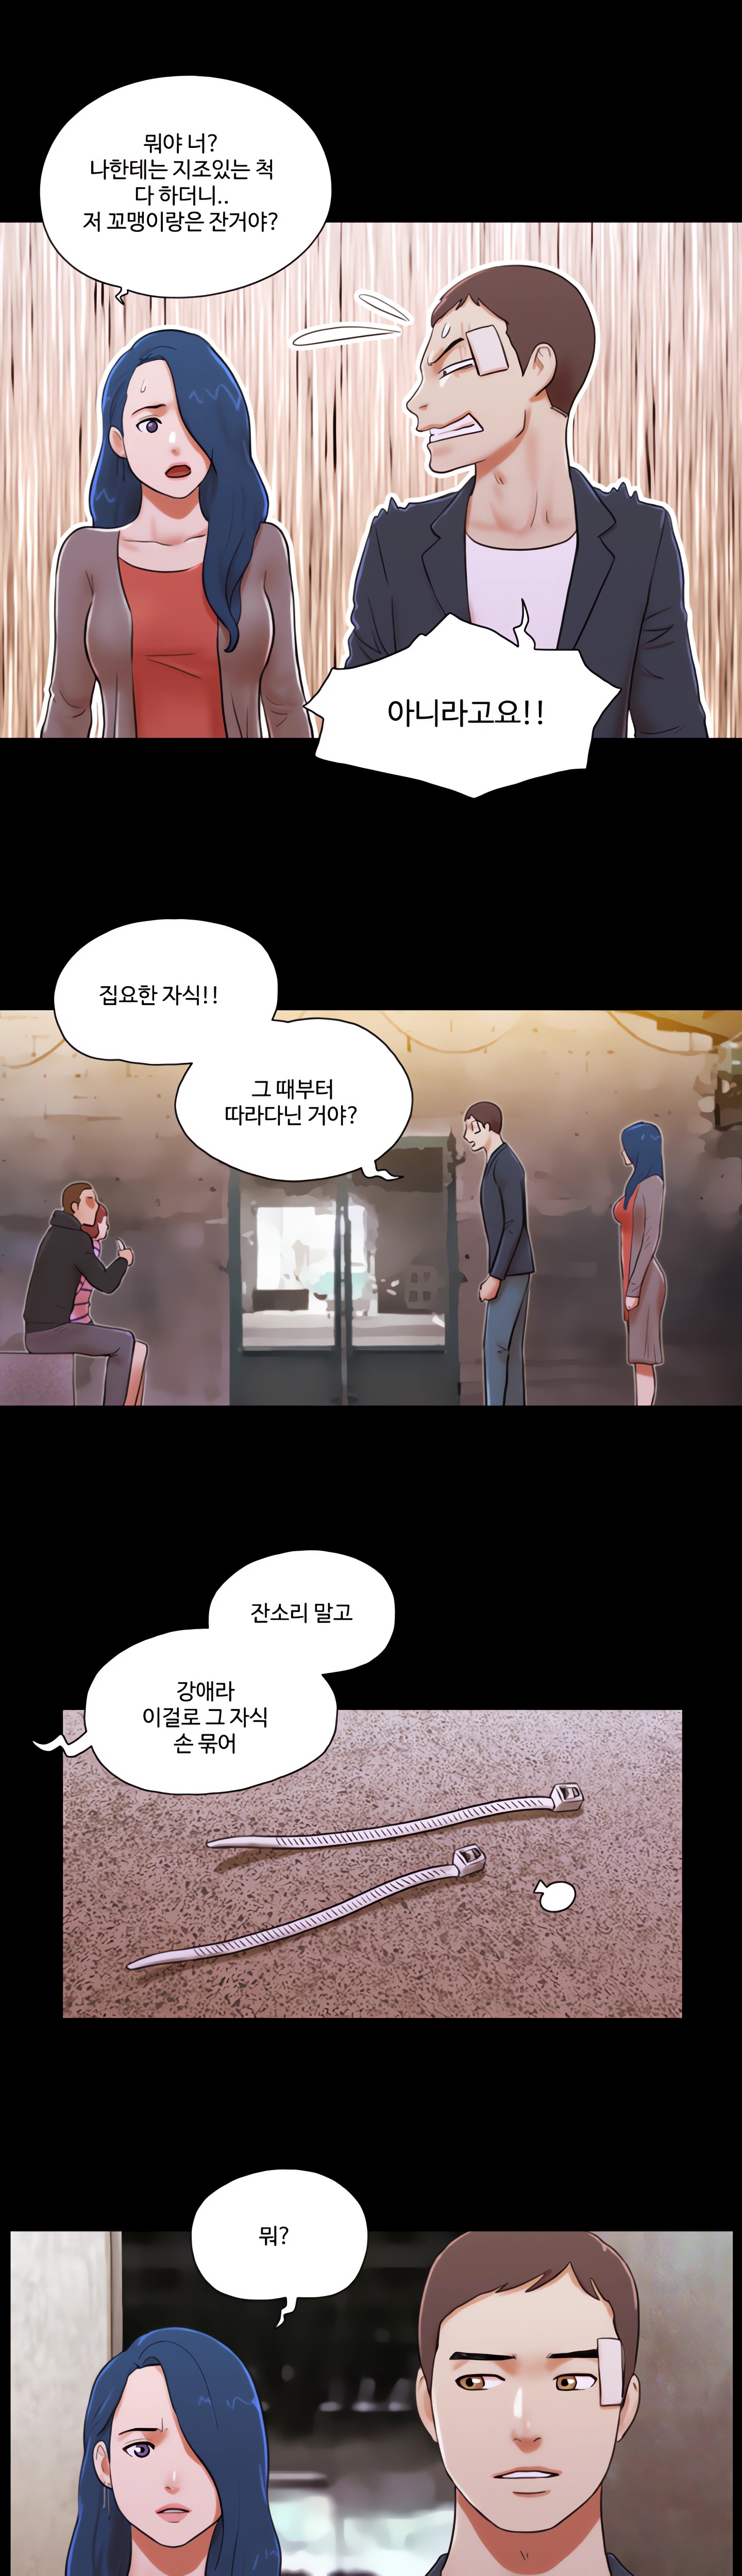 뭐야 너?
나한테는 지조있는 척
다 하더니..
저 꼬맹이랑은 잔거야?
아니라고요!!
집요한 자식!!
그 때부터
따라다닌 거야?
잔소리 말고
강애라
이걸로 그 자식
손 묶어
뭐?